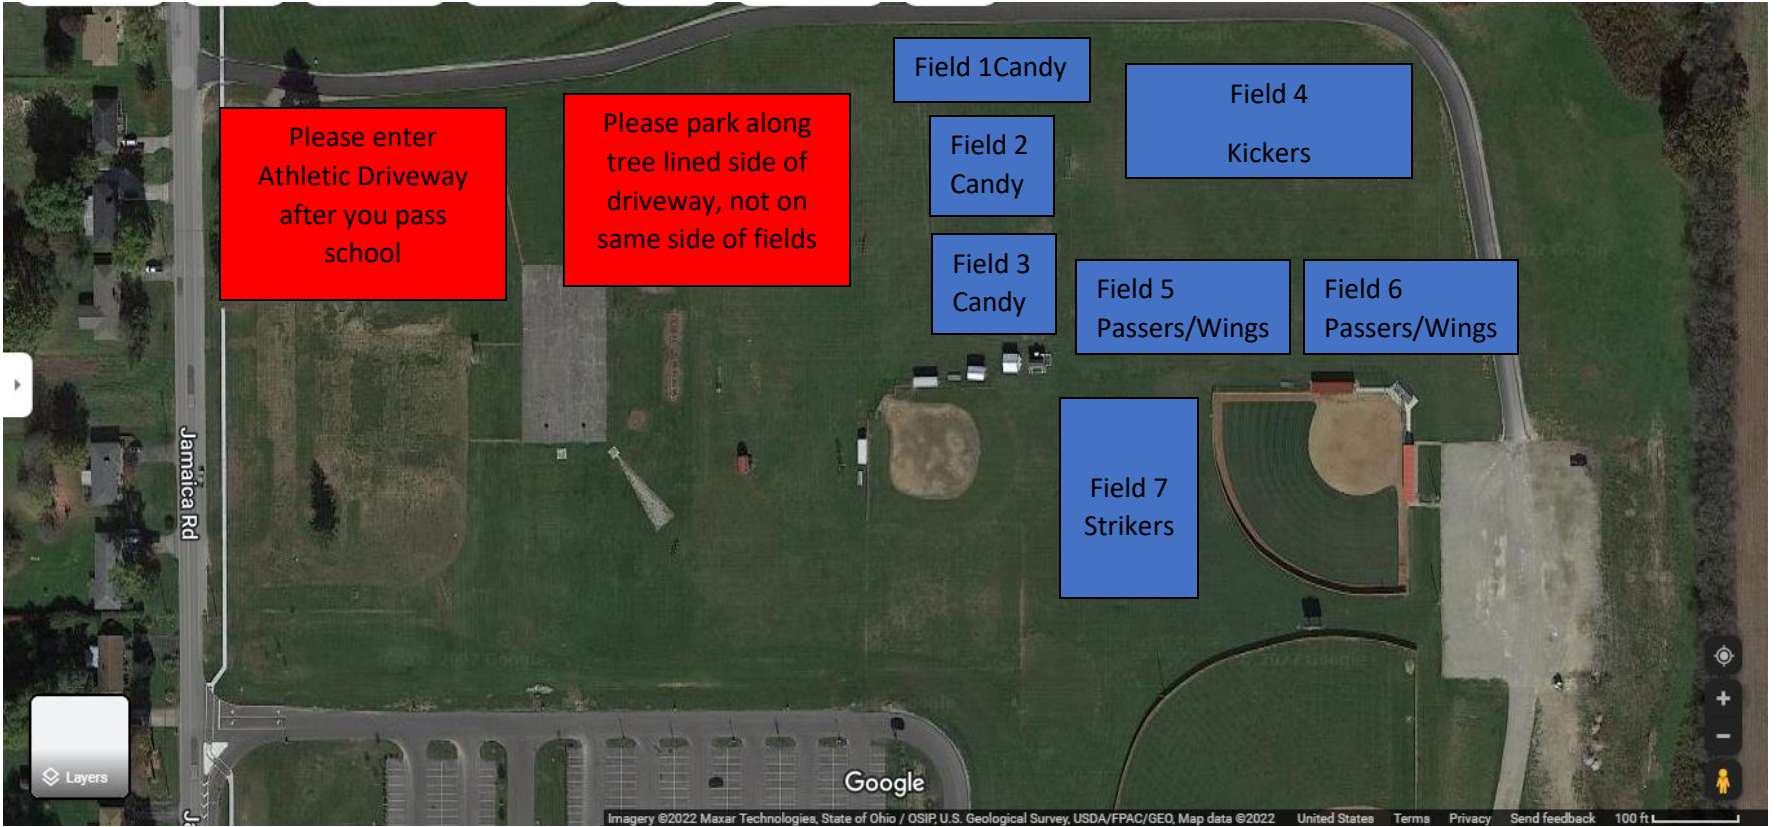 Please enter
Athletic Driveway
after you pass
school
Please park along
tree lined side of
driveway, not on
same side of fields
Field 1Candy
Field 2
Candy
Field 3
Candy
Field 4
Kickers
Field 5
Passers/Wings
Field 6
Passers/Wings
Field 7
Strikers
Jamaica Rd
Ja
Layers
Google
Imagery ©2022 Maxar Technologies, State of Ohio / OSIP, U.S. Geological Survey, USDA/FPAC/GEO, Map data ©2022 United States Terms Privacy Send feedback 100 ft